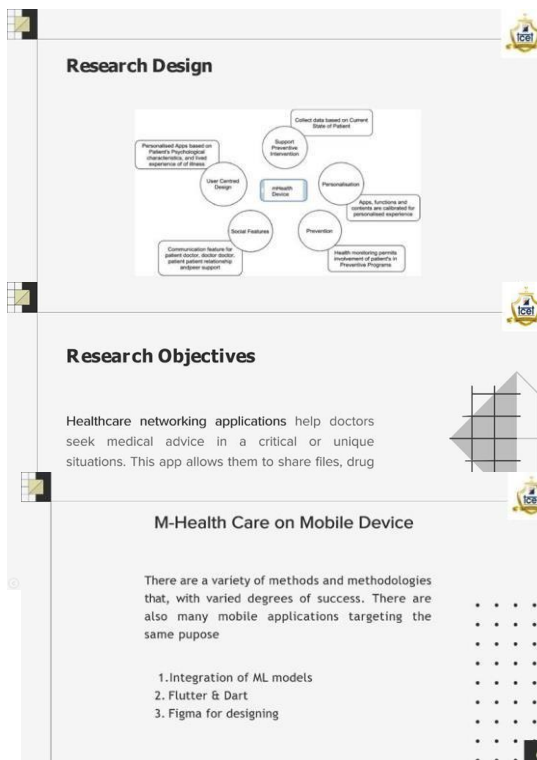 tcet
Research Design
Collect data based on Current
State of Patient
Support
Preventive
Intervention
Personalised Apps based on
Patient's Psychological
characteristics, and lived
experience of of illness
User Centred
Design
mHealth
Device
Personalisation
Apps, functions and
contents are calibrated for
personalised experience
Social Features
Prevention
Communication feature for
patient doctor, doctor doctor,
patient patient relationship
andpeer support
Health monitoring permits
involvement of patient's in
Preventive Programs
tcet
Research Objectives
Healthcare networking applications help doctors
seek medical advice in a critical or unique
situations. This app allows them to share files, drug
tcet
M-Health Care on Mobile Device
There are a variety of methods and methodologies
that, with varied degrees of success. There are
also many mobile applications targeting the
same pupose
1.Integration of ML models
2. Flutter & Dart
3. Figma for designing